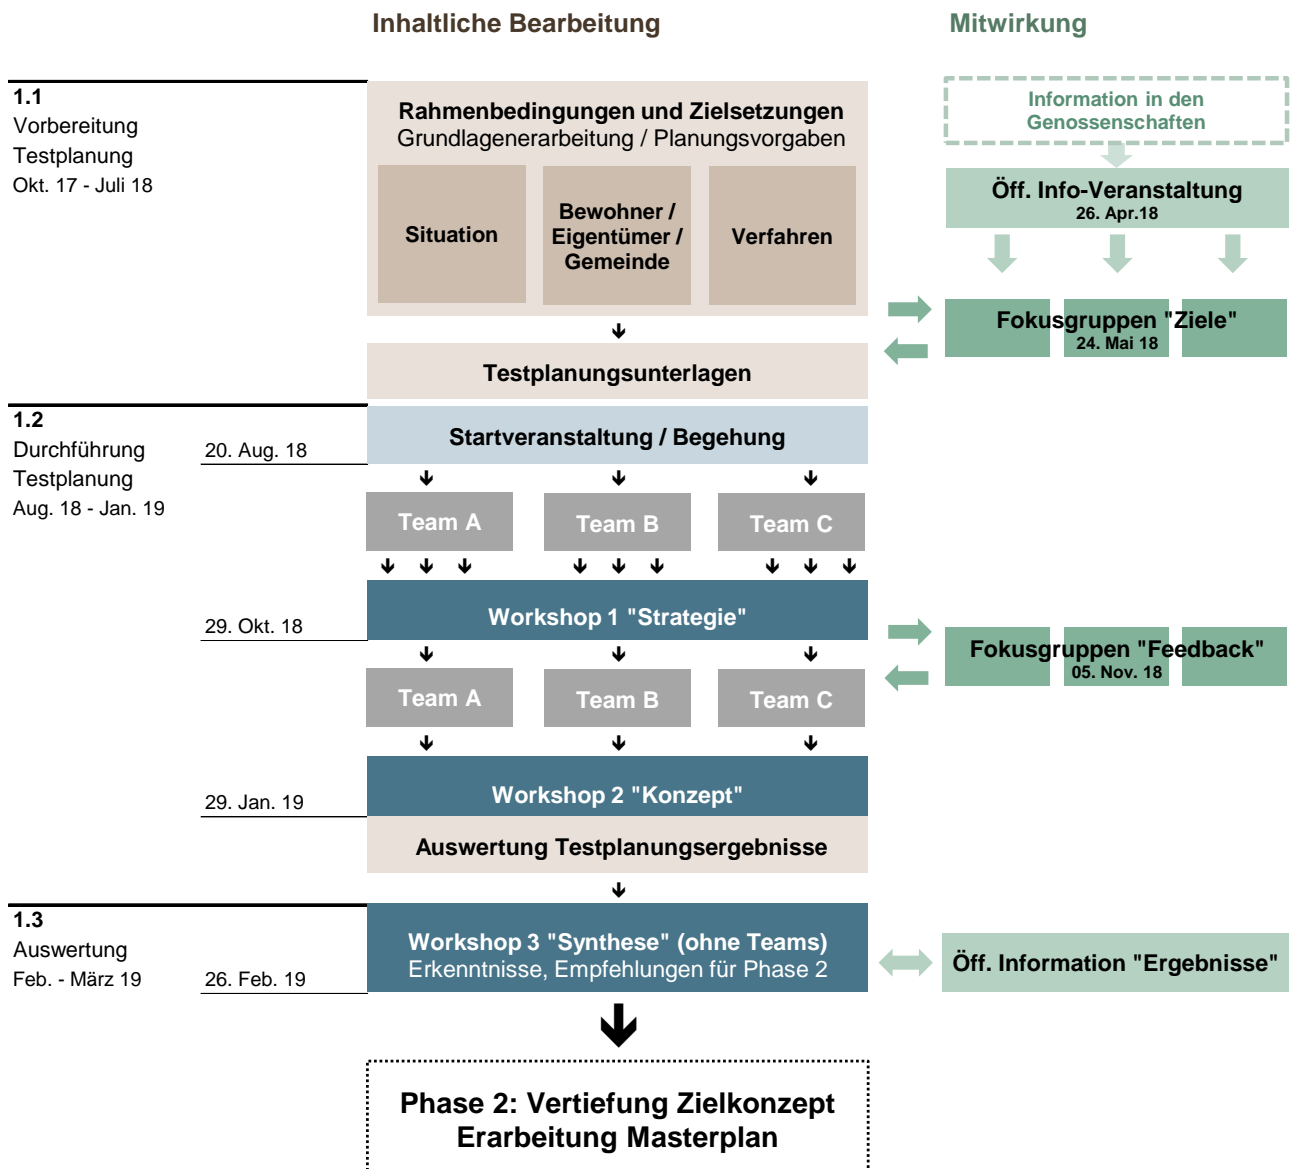 Inhaltliche Bearbeitung
Mitwirkung
1.1
Vorbereitung
Testplanung
Okt. 17 - Juli 18
Rahmenbedingungen und Zielsetzungen
Grundlagenerarbeitung / Planungsvorgaben
Situation
Bewohner /
Eigentümer /
Gemeinde
Verfahren
Information in den
Genossenschaften
Öff. Info-Veranstaltung
26. Apr.18
Fokusgruppen "Ziele"
24. Mai 18
Testplanungsunterlagen
1.2
Durchführung
Testplanung
Aug. 18 - Jan. 19
20. Aug. 18
Startveranstaltung / Begehung
Team A
Team B
Team C
29. Okt. 18
Workshop 1 "Strategie"
Fokusgruppen "Feedback"
05. Nov. 18
Team A
Team B
Team C
29. Jan. 19
Workshop 2 "Konzept"
Auswertung Testplanungsergebnisse
1.3
Auswertung
Feb. - März 19
26. Feb. 19
Workshop 3 "Synthese" (ohne Teams)
Erkenntnisse, Empfehlungen für Phase 2
Öff. Information "Ergebnisse"
Phase 2: Vertiefung Zielkonzept
Erarbeitung Masterplan